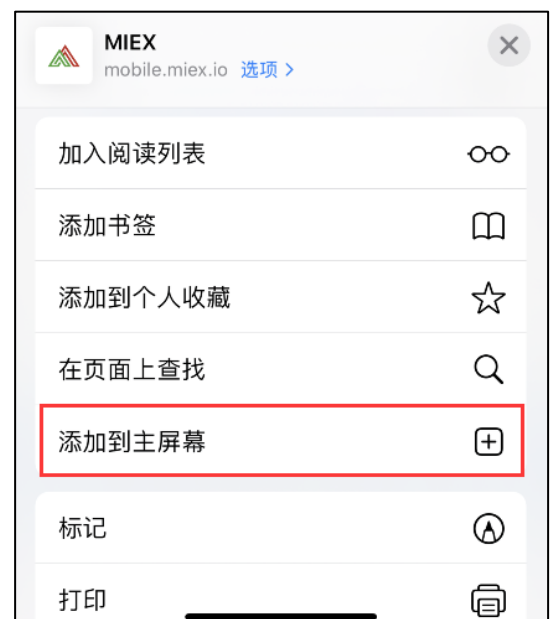 MIEX
mobile.miex.io 选项 >
加入阅读列表
添加书签
添加到个人收藏
在页面上查找
添加到主屏幕
标记
打印